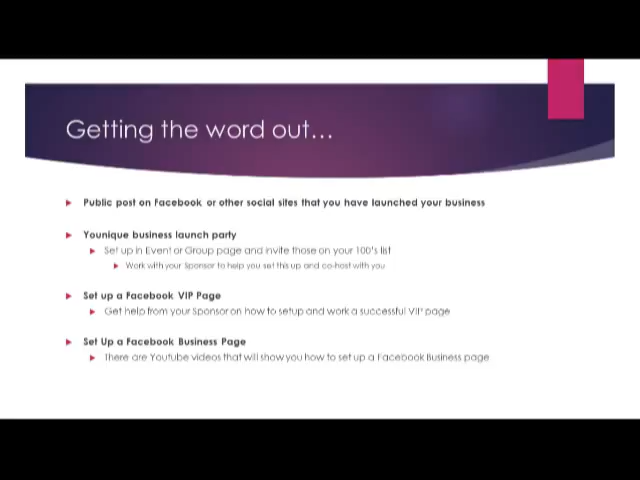 Getting the word out...
Public post on Facebook or other social sites that you have launched your business
Younique business launch party
Set up in Event or Group page and invite those on your 100's list
Work with your Sponsor to help you set this up and co-host with you
Set up a Facebook VIP Page
Get help from your Sponsor on how to setup and work a successful VIP page
Set Up a Facebook Business Page
There are Youtube videos that will show you how to set up a Facebook Business page